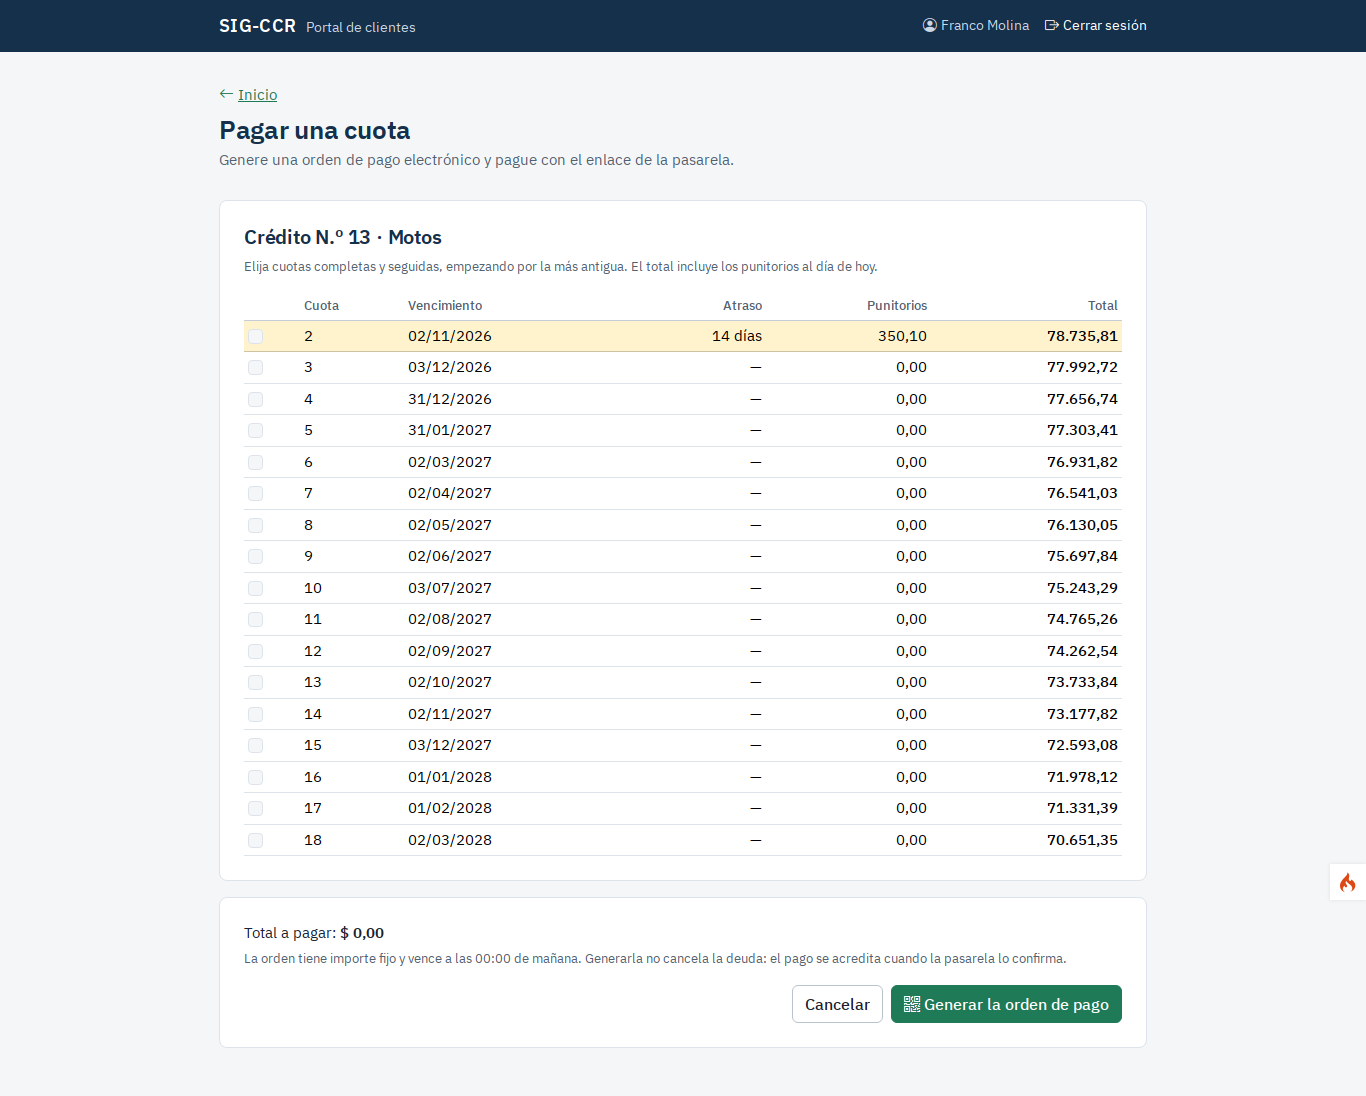 SIG-CCR Portal de clientes
Franco Molina Cerrar sesión
← Inicio
Pagar una cuota
Genere una orden de pago electrónico y pague con el enlace de la pasarela.
Crédito N.º 13 · Motos
Elija cuotas completas y seguidas, empezando por la más antigua. El total incluye los punitorios al día de hoy.
Cuota Vencimiento Atraso Punitorios Total
2 02/11/2026 14 días 350,10 78.735,81
3 03/12/2026 — 0,00 77.992,72
4 31/12/2026 — 0,00 77.656,74
5 31/01/2027 — 0,00 77.303,41
6 02/03/2027 — 0,00 76.931,82
7 02/04/2027 — 0,00 76.541,03
8 02/05/2027 — 0,00 76.130,05
9 02/06/2027 — 0,00 75.697,84
10 03/07/2027 — 0,00 75.243,29
11 02/08/2027 — 0,00 74.765,26
12 02/09/2027 — 0,00 74.262,54
13 02/10/2027 — 0,00 73.733,84
14 02/11/2027 — 0,00 73.177,82
15 03/12/2027 — 0,00 72.593,08
16 01/01/2028 — 0,00 71.978,12
17 01/02/2028 — 0,00 71.331,39
18 02/03/2028 — 0,00 70.651,35
Total a pagar: $ 0,00
La orden tiene importe fijo y vence a las 00:00 de mañana. Generarla no cancela la deuda: el pago se acredita cuando la pasarela lo confirma.
Cancelar Generar la orden de pago